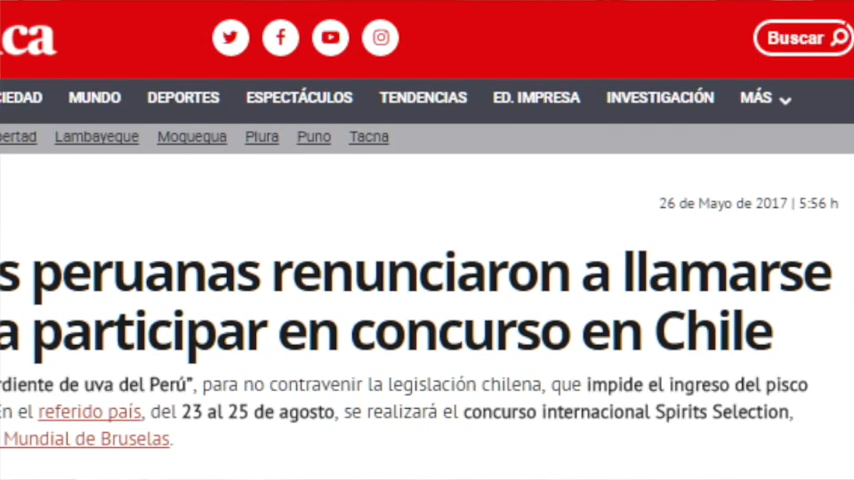 ca
Buscar
CIEDAD MUNDO DEPORTES ESPECTÁCULOS TENDENCIAS ED. IMPRESA INVESTIGACIÓN MÁS
bertad Lambayeque Moquegua Piura Puno Tacna
26 de Mayo de 2017 | 5:56 h
s peruanas renunciaron a llamarse
a participar en concurso en Chile
rdiente de uva del Perú”, para no contravenir la legislación chilena, que impide el ingreso del pisco
En el referido país, del 23 al 25 de agosto, se realizará el concurso internacional Spirits Selection,
Mundial de Bruselas.